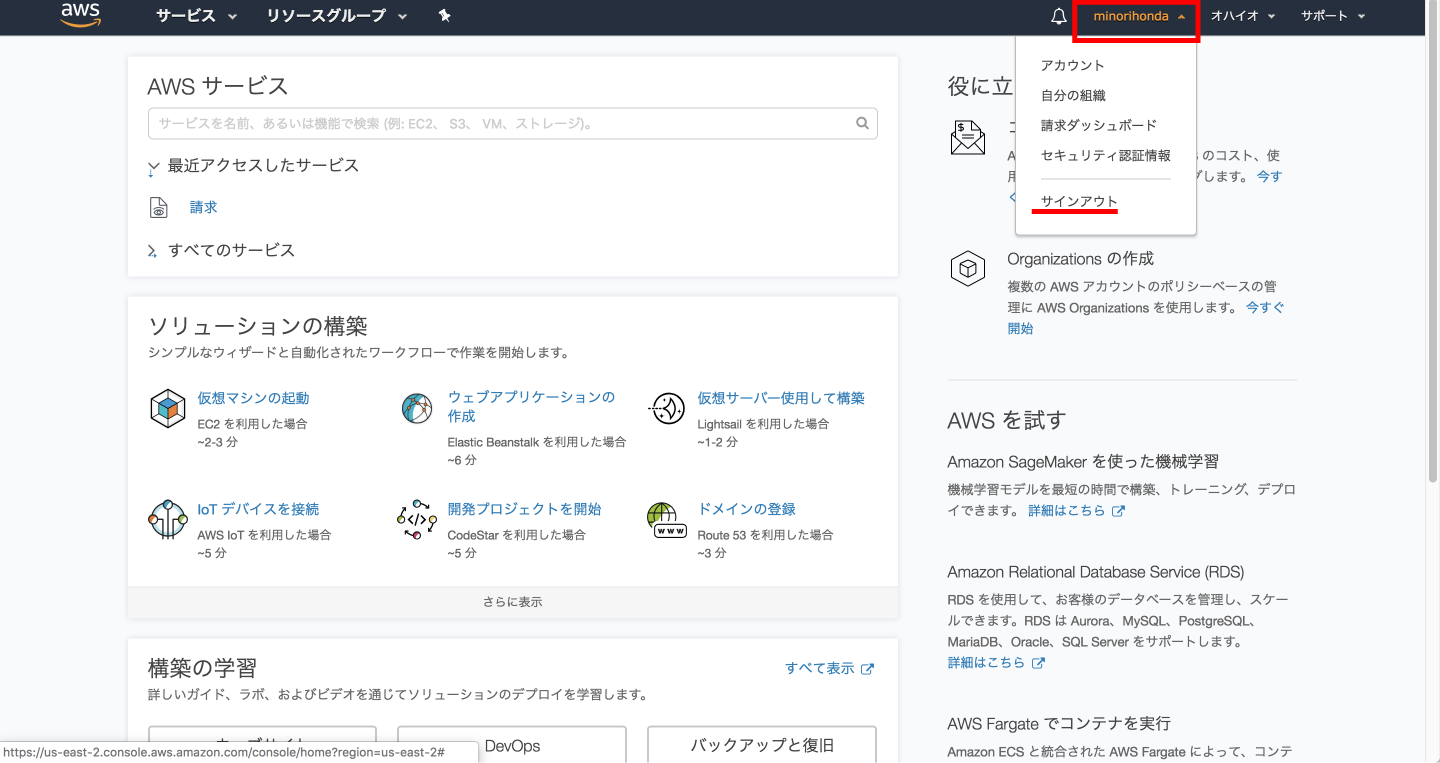 aws サービス リソースグループ minorihonda オハイオ サポート
アカウント
自分の組織
請求ダッシュボード
セキュリティ認証情報
サインアウト
AWS サービス
サービスを名前、あるいは機能で検索 (例: EC2、 S3、 VM、ストレージ)。
最近アクセスしたサービス
請求
すべてのサービス
ソリューションの構築
シンプルなウィザードと自動化されたワークフローで作業を開始します。
仮想マシンの起動
EC2 を利用した場合
~2-3 分
ウェブアプリケーションの
作成
Elastic Beanstalk を利用した場合
~6 分
仮想サーバー使用して構築
Lightsail を利用した場合
~1-2 分
IoT デバイスを接続
AWS IoT を利用した場合
~5 分
開発プロジェクトを開始
CodeStar を利用した場合
~5 分
ドメインの登録
Route 53 を利用した場合
~3 分
さらに表示
構築の学習
すべて表示
詳しいガイド、ラボ、およびビデオを通じてソリューションのデプロイを学習します。
DevOps
バックアップと復旧
https://us-east-2.console.aws.amazon.com/console/home?region=us-east-2#
役に立
のコスト、使
用
します。 今す
Organizations の作成
複数の AWS アカウントのポリシーベースの管
理に AWS Organizations を使用します。 今すぐ
開始
AWS を試す
Amazon SageMaker を使った機械学習
機械学習モデルを最短の時間で構築、トレーニング、デプロ
イできます。 詳細はこちら
Amazon Relational Database Service (RDS)
RDS を使用して、お客様のデータベースを管理し、スケー
ルできます。RDS は Aurora、MySQL、PostgreSQL、
MariaDB、Oracle、SQL Server をサポートします。
詳細はこちら
AWS Fargate でコンテナを実行
Amazon ECS と統合された AWS Fargate によって、コンテ